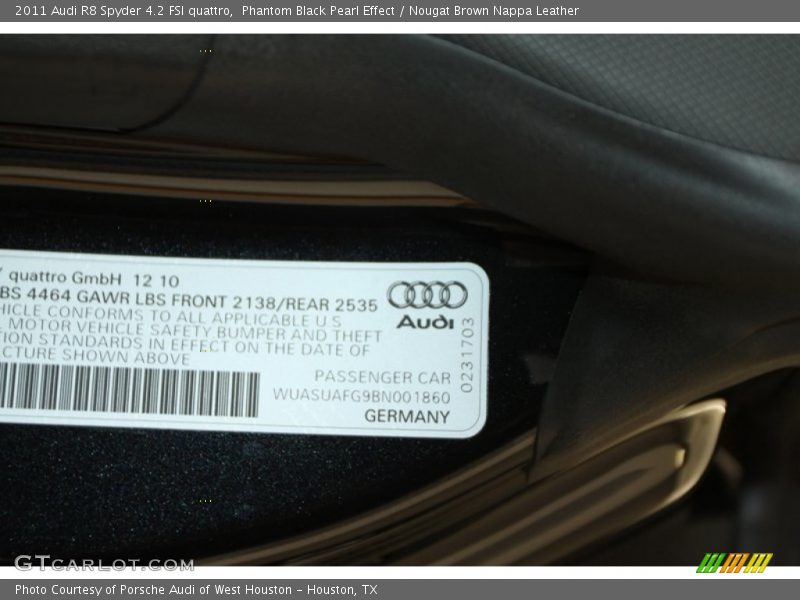 2011 Audi R8 Spyder 4.2 FSI quattro,  Phantom Black Pearl Effect / Nougat Brown Nappa Leather
quattro GmbH 12 10
BS 4464 GAWR LBS FRONT 2138/REAR 2535
HICLE CONFORMS TO ALL APPLICABLE U S
MOTOR VEHICLE SAFETY BUMPER AND THEFT
TION STANDARDS IN EFFECT ON THE DATE OF
CTURE SHOWN ABOVE
Audi
PASSENGER CAR
WUASUAFG9BN001860
GERMANY
0231703
GTCARLOT.COM
Photo Courtesy of Porsche Audi of West Houston – Houston, TX